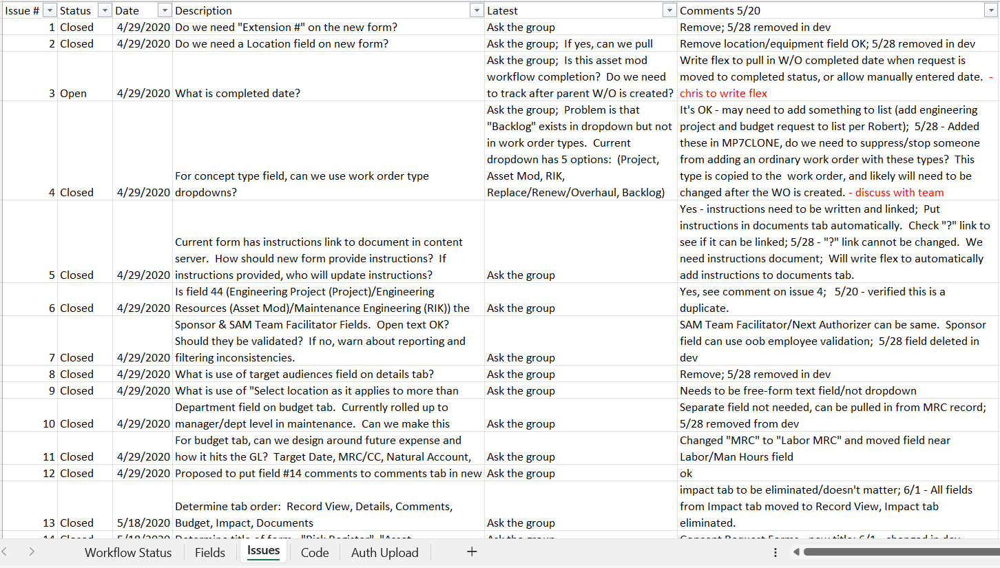 Issue # Status Date Description Latest Comments 5/20
1 Closed 4/29/2020 Do we need "Extension #" on the new form? Ask the group Remove; 5/28 removed in dev
2 Closed 4/29/2020 Do we need a Location field on new form? Ask the group;  If yes, can we pull Remove location/equipment field OK; 5/28 removed in dev
3 Open 4/29/2020 What is completed date?
Ask the group;  Is this asset mod
workflow completion?  Do we need
to track after parent W/O is created?
Write flex to pull in W/O completed date when request is
moved to completed status, or allow manually entered date.  -
chris to write flex
4 Closed 4/29/2020
For concept type field, can we use work order type
dropdowns?
Ask the group;  Problem is that
"Backlog" exists in dropdown but not
in work order types.  Current
dropdown has 5 options:  (Project,
Asset Mod, RIK,
Replace/Renew/Overhaul, Backlog)
It's OK - may need to add something to list (add engineering
project and budget request to list per Robert);  5/28 - Added
these in MP7CLONE, do we need to suppress/stop someone
from adding an ordinary work order with these types?  This
type is copied to the  work order, and likely will need to be
changed after the WO is created. - discuss with team
5 Closed 4/29/2020
Current form has instructions link to document in content
server.  How should new form provide instructions?  If
instructions provided, who will update instructions?
Ask the group
Yes - instructions need to be written and linked;  Put
instructions in documents tab automatically.  Check "?" link to
see if it can be linked; 5/28 - "?" link cannot be changed.  We
need instructions document;  Will write flex to automatically
add instructions to documents tab.
6 Closed 4/29/2020
Is field 44 (Engineering Project (Project)/Engineering
Resources (Asset Mod)/Maintenance Engineering (RIK)) the
Ask the group
Yes, see comment on issue 4;   5/20 - verified this is a
duplicate.
7 Closed 4/29/2020
Sponsor & SAM Team Facilitator Fields.  Open text OK?
Should they be validated?  If no, warn about reporting and
filtering inconsistencies.
Ask the group
SAM Team Facilitator/Next Authorizer can be same.  Sponsor
field can use oob employee validation;  5/28 field deleted in
dev
8 Closed 4/29/2020 What is use of target audiences field on details tab? Ask the group Remove; 5/28 removed in dev
9 Closed 4/29/2020 What is use of "Select location as it applies to more than Ask the group Needs to be free-form text field/not dropdown
10 Closed 4/29/2020
Department field on budget tab.  Currently rolled up to
manager/dept level in maintenance.  Can we make this
Ask the group
Separate field not needed, can be pulled in from MRC record;
5/28 removed from dev
11 Closed 4/29/2020
For budget tab, can we design around future expense and
how it hits the GL?  Target Date, MRC/CC, Natural Account,
Ask the group
Changed "MRC" to "Labor MRC" and moved field near
Labor/Man Hours field
12 Closed 4/29/2020 Proposed to put field #14 comments to comments tab in new Ask the group ok
13 Closed 5/18/2020
Determine tab order:  Record View, Details, Comments,
Budget, Impact, Documents
Ask the group
impact tab to be eliminated/doesn't matter; 6/1 - All fields
from Impact tab moved to Record View, Impact tab
eliminated.
Workflow Status Fields Issues Code Auth Upload